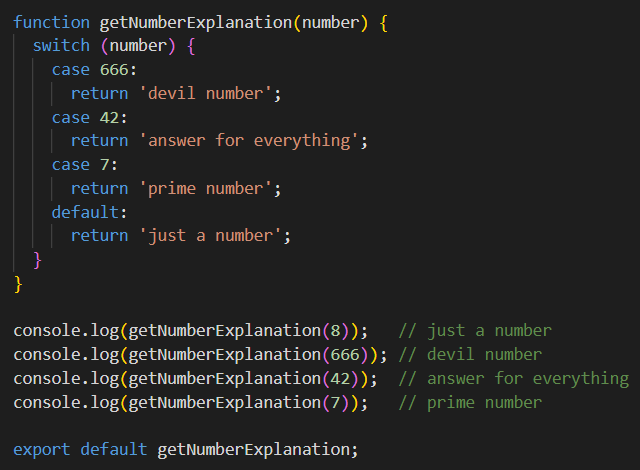 function getNumberExplanation(number) {
  switch (number) {
    case 666:
      return 'devil number';
    case 42:
      return 'answer for everything';
    case 7:
      return 'prime number';
    default:
      return 'just a number';
  }
}

console.log(getNumberExplanation(8));   // just a number
console.log(getNumberExplanation(666)); // devil number
console.log(getNumberExplanation(42));  // answer for everything
console.log(getNumberExplanation(7));   // prime number

export default getNumberExplanation;